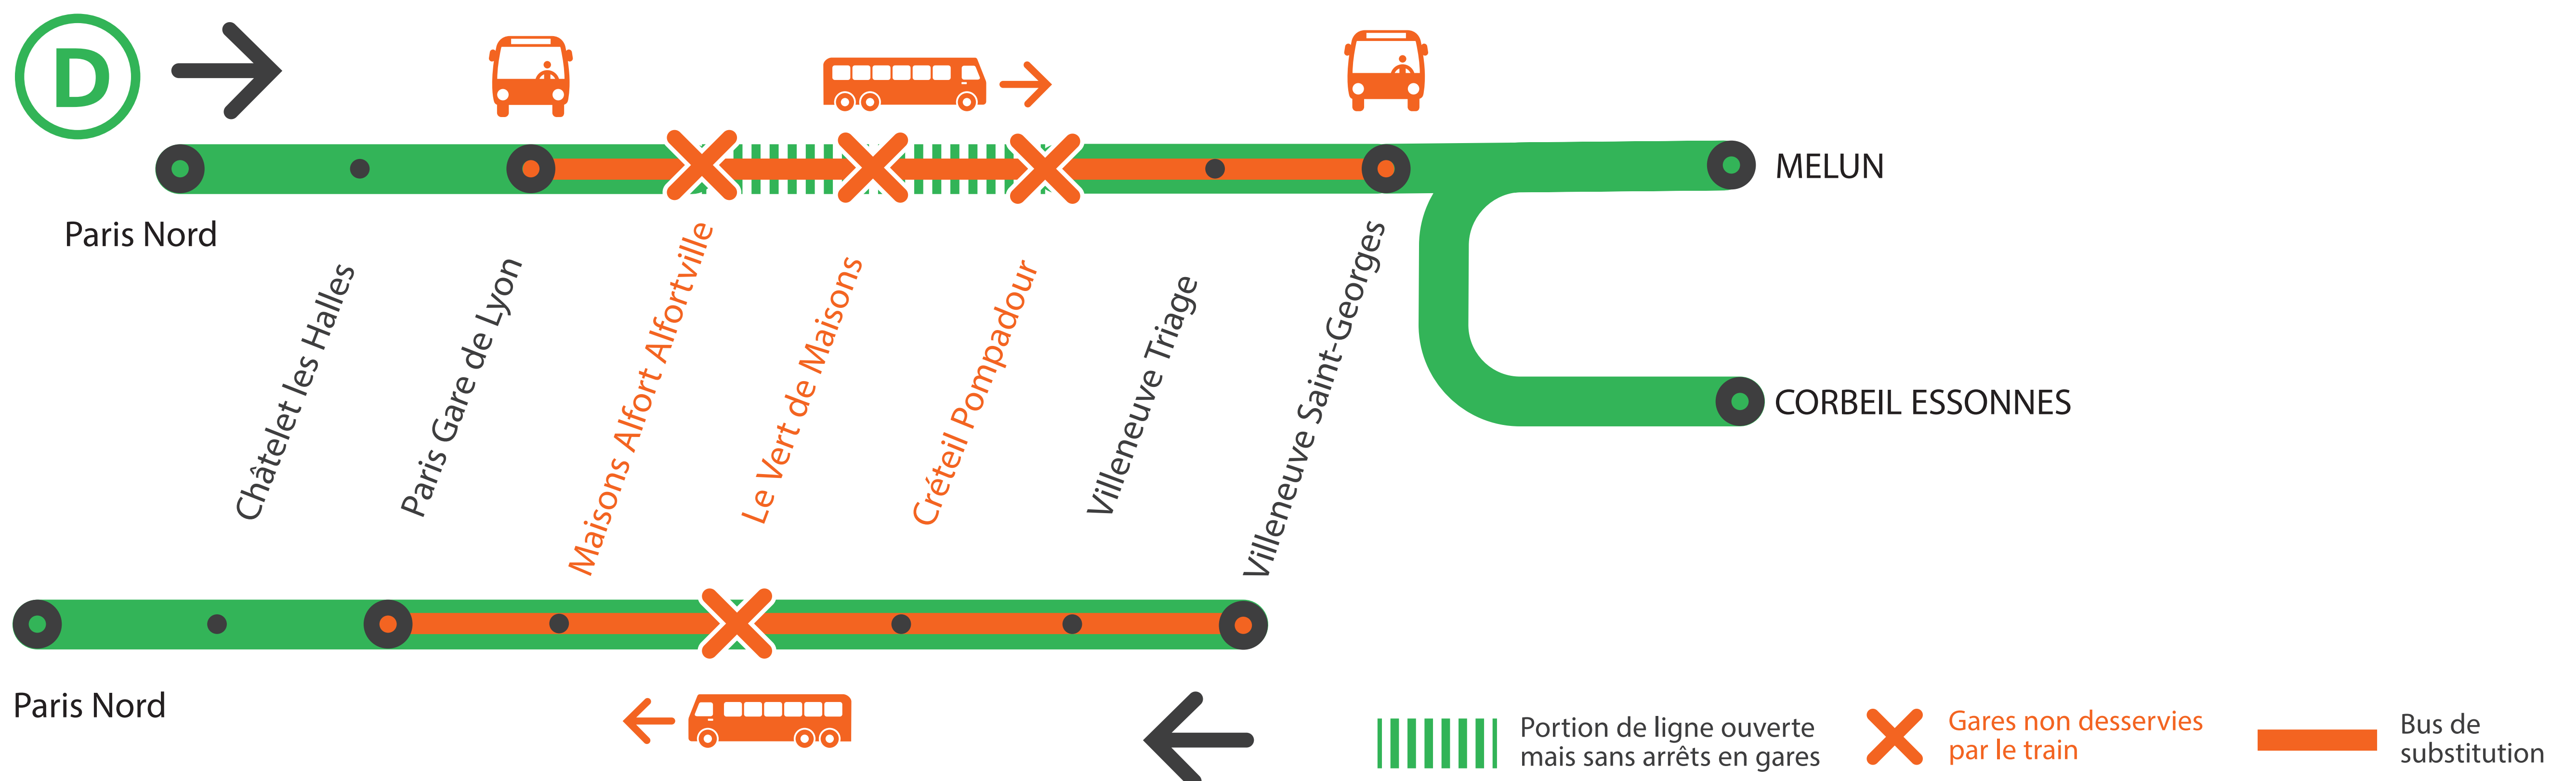 D
MELUN
Paris Nord
Châtelet les Halles
Paris Gare de Lyon
Maisons Alfort Alfortville
Le Vert de Maisons
Créteil Pompadour
Villeneuve Triage
Villeneuve Saint-Georges
CORBEIL ESSONNES
Paris Nord
Portion de ligne ouverte
mais sans arrêts en gares
Gares non desservies
par le train
Bus de
substitution